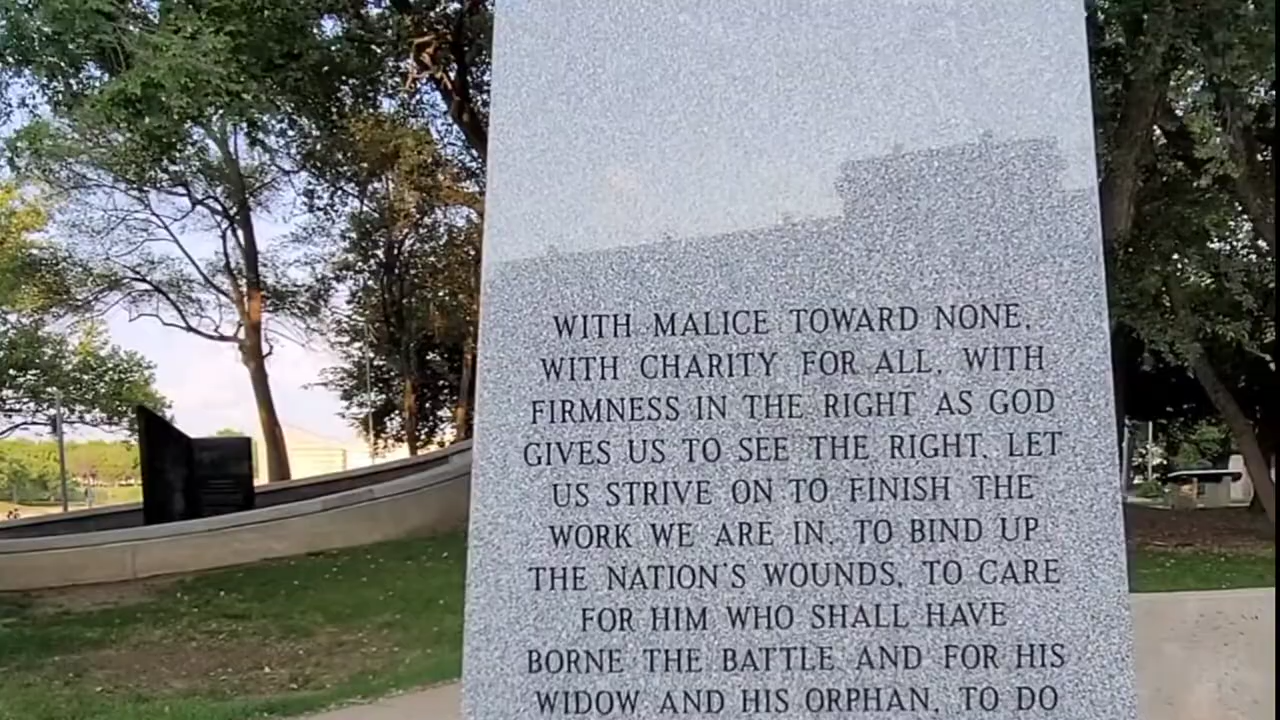 WITH MALICE TOWARD NONE,
WITH CHARITY FOR ALL, WITH
FIRMNESS IN THE RIGHT AS GOD
GIVES US TO SEE THE RIGHT, LET
US STRIVE ON TO FINISH THE
WORK WE ARE IN, TO BIND UP
THE NATION'S WOUNDS, TO CARE
FOR HIM WHO SHALL HAVE
BORNE THE BATTLE AND FOR HIS
WIDOW AND HIS ORPHAN, TO DO